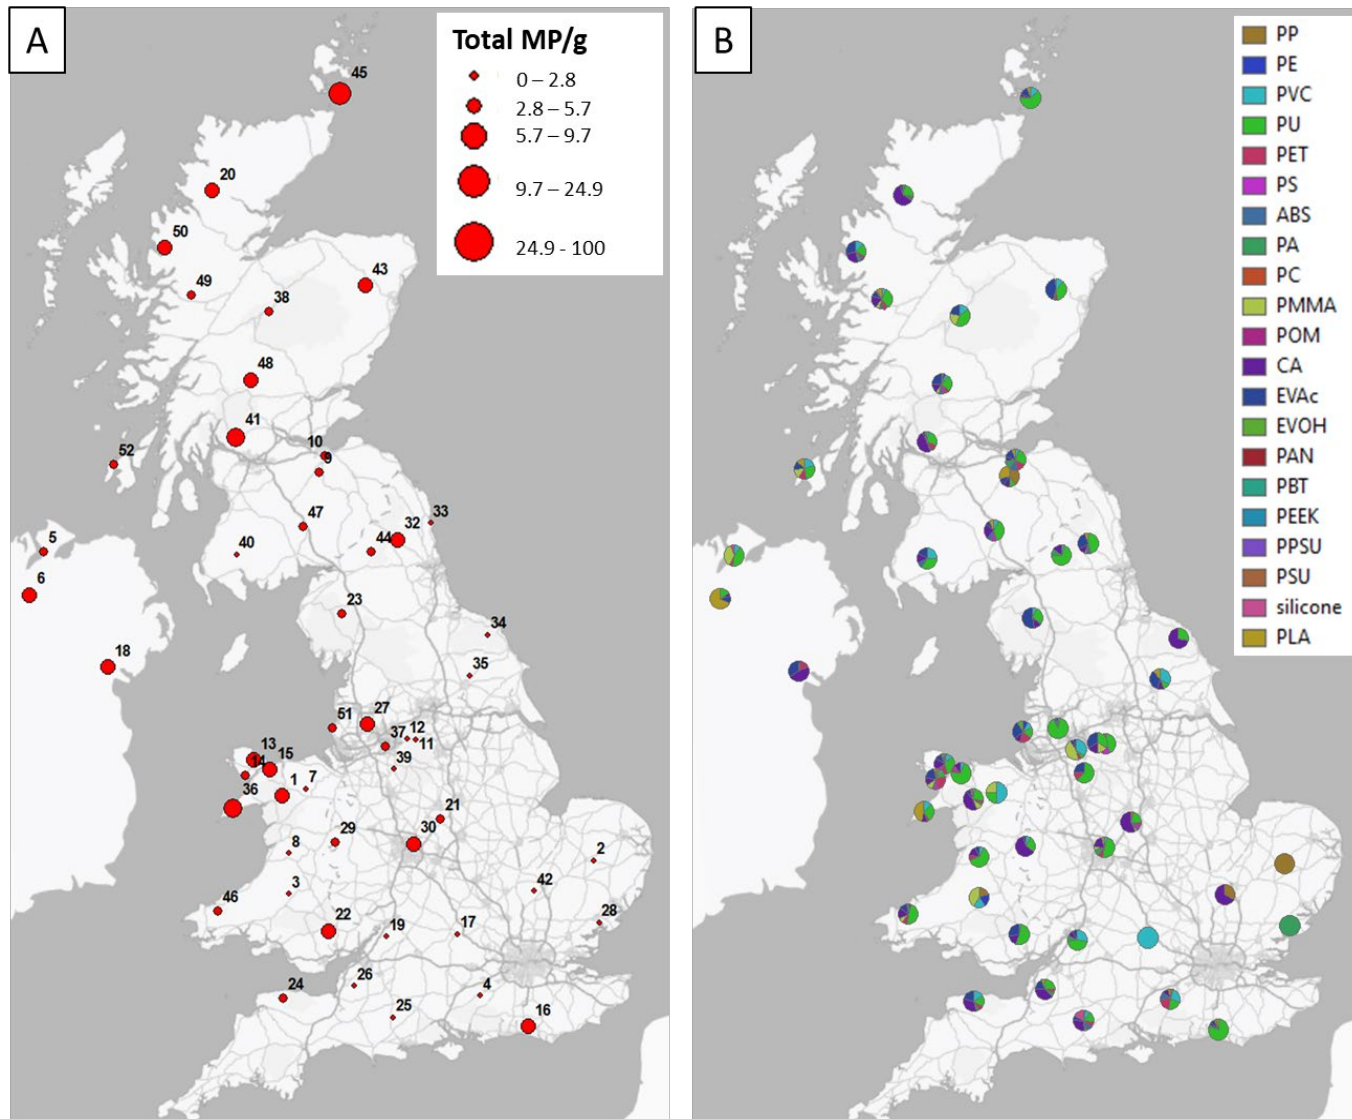 A
Total MP/g
0 – 2.8
2.8 – 5.7
5.7 – 9.7
9.7 – 24.9
24.9 - 100
45
20
50
49
43
38
48
41
10
9
52
33
32
47
44
40
5
6
23
34
18
35
51
27
12
37
11
13
15
14
39
7
1
36
21
30
29
8
2
3
42
46
22
28
19
17
26
4
24
25
16
B
PP
PE
PVC
PU
PET
PS
ABS
PA
PC
PMMA
POM
CA
EVAc
EVOH
PAN
PBT
PEEK
PPSU
PSU
silicone
PLA